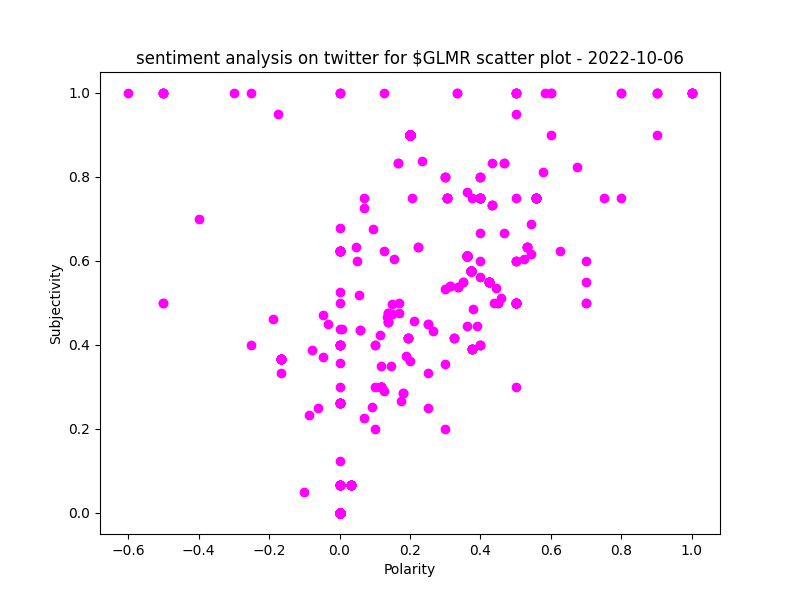 sentiment analysis on twitter for $GLMR scatter plot - 2022-10-06
1.0
0.8
0.6
0.4
0.2
0.0
Subjectivity
−0.6 −0.4 −0.2 0.0 0.2 0.4 0.6 0.8 1.0
Polarity